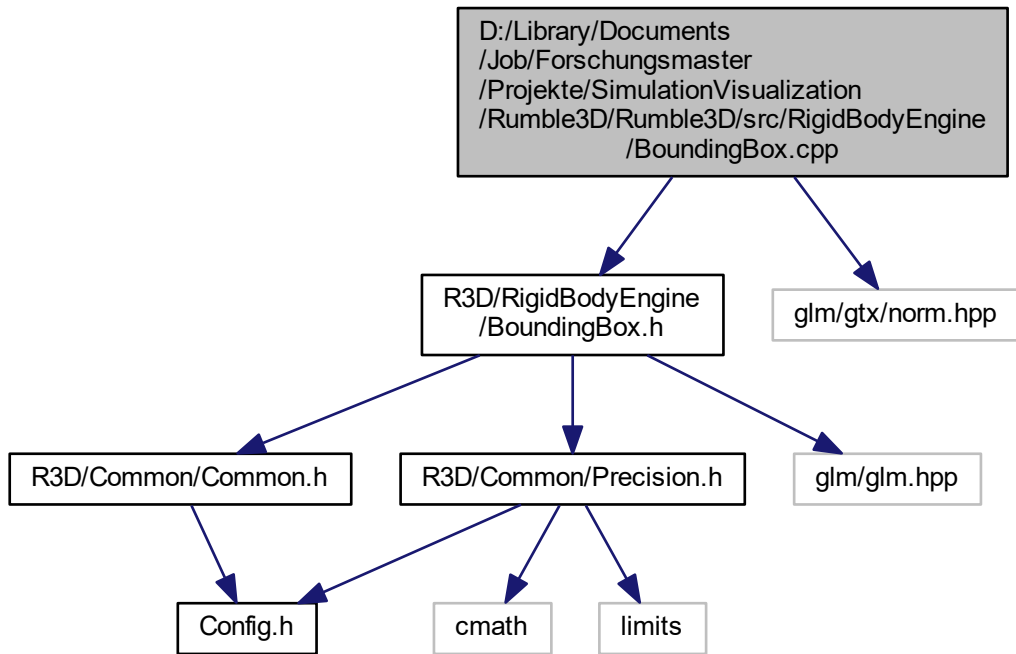 D:/Library/Documents
/Job/Forschungsmaster
/Projekte/SimulationVisualization
/Rumble3D/Rumble3D/src/RigidBodyEngine
/BoundingBox.cpp
R3D/RigidBodyEngine
/BoundingBox.h
glm/gtx/norm.hpp
R3D/Common/Common.h
R3D/Common/Precision.h
glm/glm.hpp
Config.h
cmath
limits